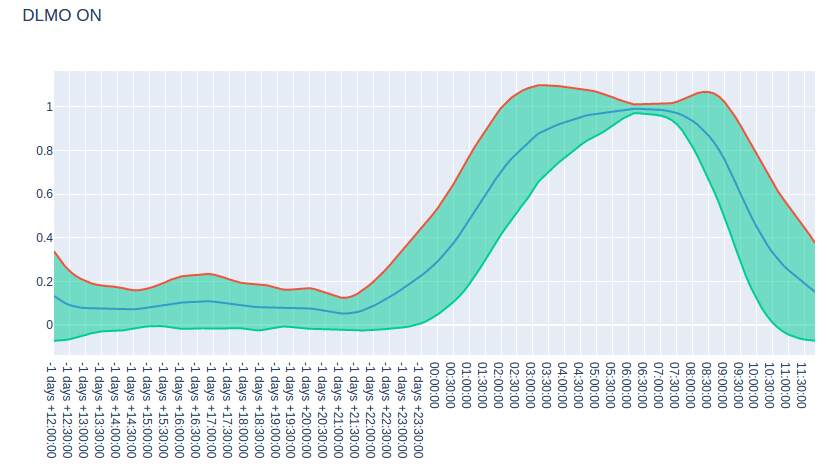 DLMO ON
1
0.8
0.6
0.4
0.2
0
-1 days +12:00:00
-1 days +12:30:00
-1 days +13:00:00
-1 days +13:30:00
-1 days +14:00:00
-1 days +14:30:00
-1 days +15:00:00
-1 days +15:30:00
-1 days +16:00:00
-1 days +16:30:00
-1 days +17:00:00
-1 days +17:30:00
-1 days +18:00:00
-1 days +18:30:00
-1 days +19:00:00
-1 days +19:30:00
-1 days +20:00:00
-1 days +20:30:00
-1 days +21:00:00
-1 days +21:30:00
-1 days +22:00:00
-1 days +22:30:00
-1 days +23:00:00
-1 days +23:30:00
00:00:00
00:30:00
01:00:00
01:30:00
02:00:00
02:30:00
03:00:00
03:30:00
04:00:00
04:30:00
05:00:00
05:30:00
06:00:00
06:30:00
07:00:00
07:30:00
08:00:00
08:30:00
09:00:00
09:30:00
10:00:00
10:30:00
11:00:00
11:30:00